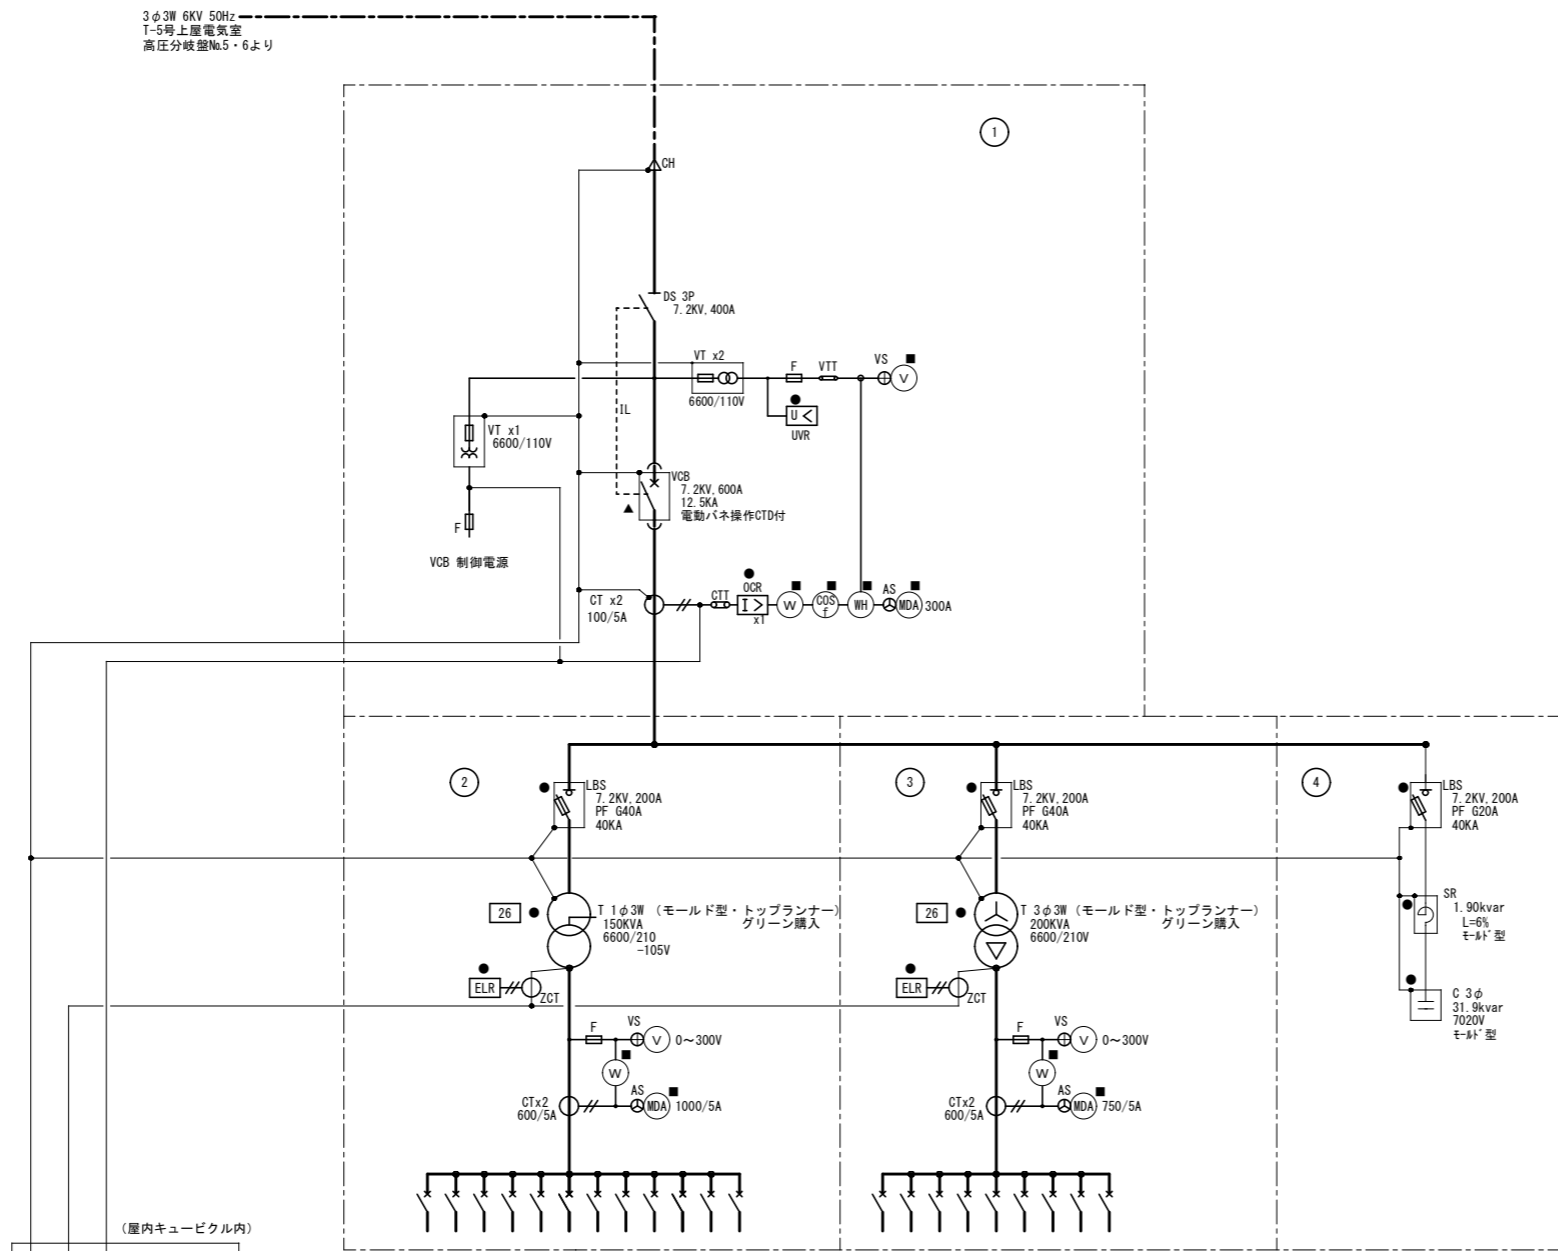 3φ3W 6KV 50Hz
T-5号上屋電気室
高圧分岐盤No.5・6より
1
CH
DS 3P
7.2KV,400A
VT x2
6600/110V
F
VTT
VS
V
U<
UVR
IL
VT x1
6600/110V
F
VCB 制御電源
VCB
7.2KV,600A
12.5KA
電動バネ操作CTD付
CT x2
100/5A
CTT
OCR
I>
x1
W
COS
f
WH
AS
MDA
300A
2
LBS
7.2KV,200A
PF G40A
40KA
26
T 1φ3W (モールド型・トップランナー)
150KVA グリーン購入
6600/210
-105V
ELR
ZCT
F
VS
V
0～300V
W
CTx2
600/5A
AS
MDA
1000/5A
3
LBS
7.2KV,200A
PF G40A
40KA
26
T 3φ3W (モールド型・トップランナー)
200KVA グリーン購入
6600/210V
ELR
ZCT
F
VS
V
0～300V
W
CTx2
600/5A
AS
MDA
750/5A
4
LBS
7.2KV,200A
PF G20A
40KA
SR
1.90kvar
L=6%
ﾓｰﾙﾄﾞ型
C 3φ
31.9kvar
7020V
ﾓｰﾙﾄﾞ型
(屋内キュービクル内)